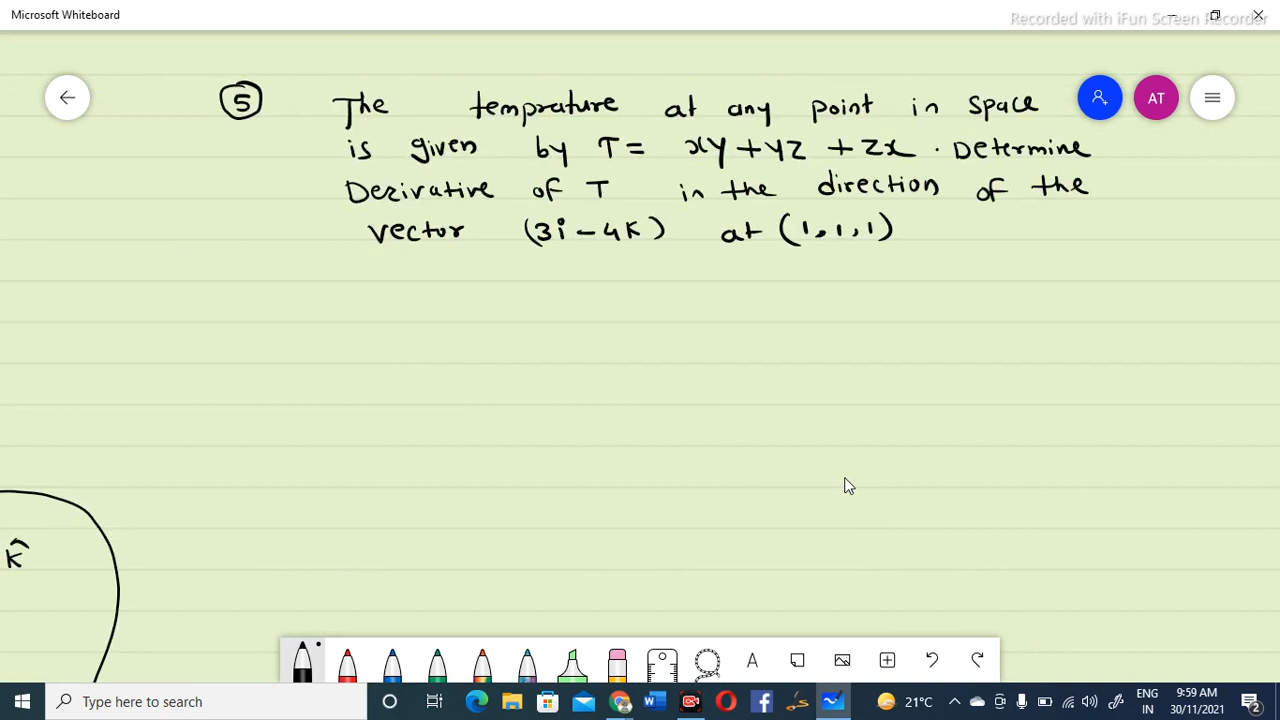 Microsoft Whiteboard
Recorded with iFun Screen Recorder
5 The temprature at any point in space
is given by T = xy + yz + zx . Determine
Derivative of T in the direction of the
vector (3i - 4k) at (1,1,1)
AT
k̂
A
Type here to search
21°C
ENG
IN
9:59 AM
30/11/2021
2